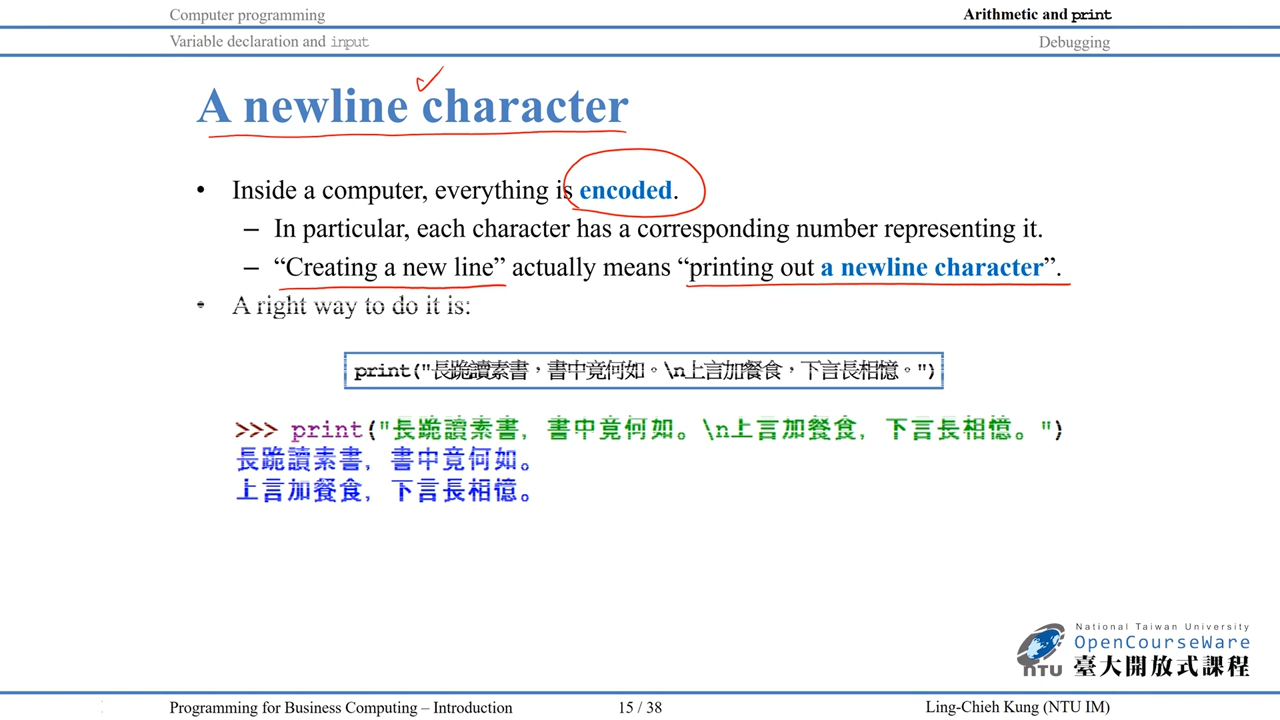 Computer programming
Arithmetic and print
Variable declaration and input
Debugging
A newline character
• Inside a computer, everything is encoded.
– In particular, each character has a corresponding number representing it.
– “Creating a new line” actually means “printing out a newline character”.
• A right way to do it is:
print("長跪讀素書，書中竟何如。\n上言加餐食，下言長相憶。")
>>> print("長跪讀素書，書中竟何如。\n上言加餐食，下言長相憶。")
長跪讀素書，書中竟何如。
上言加餐食，下言長相憶。
National Taiwan University
OpenCourseWare
NTU 臺大開放式課程
Programming for Business Computing – Introduction
15 / 38
Ling-Chieh Kung (NTU IM)